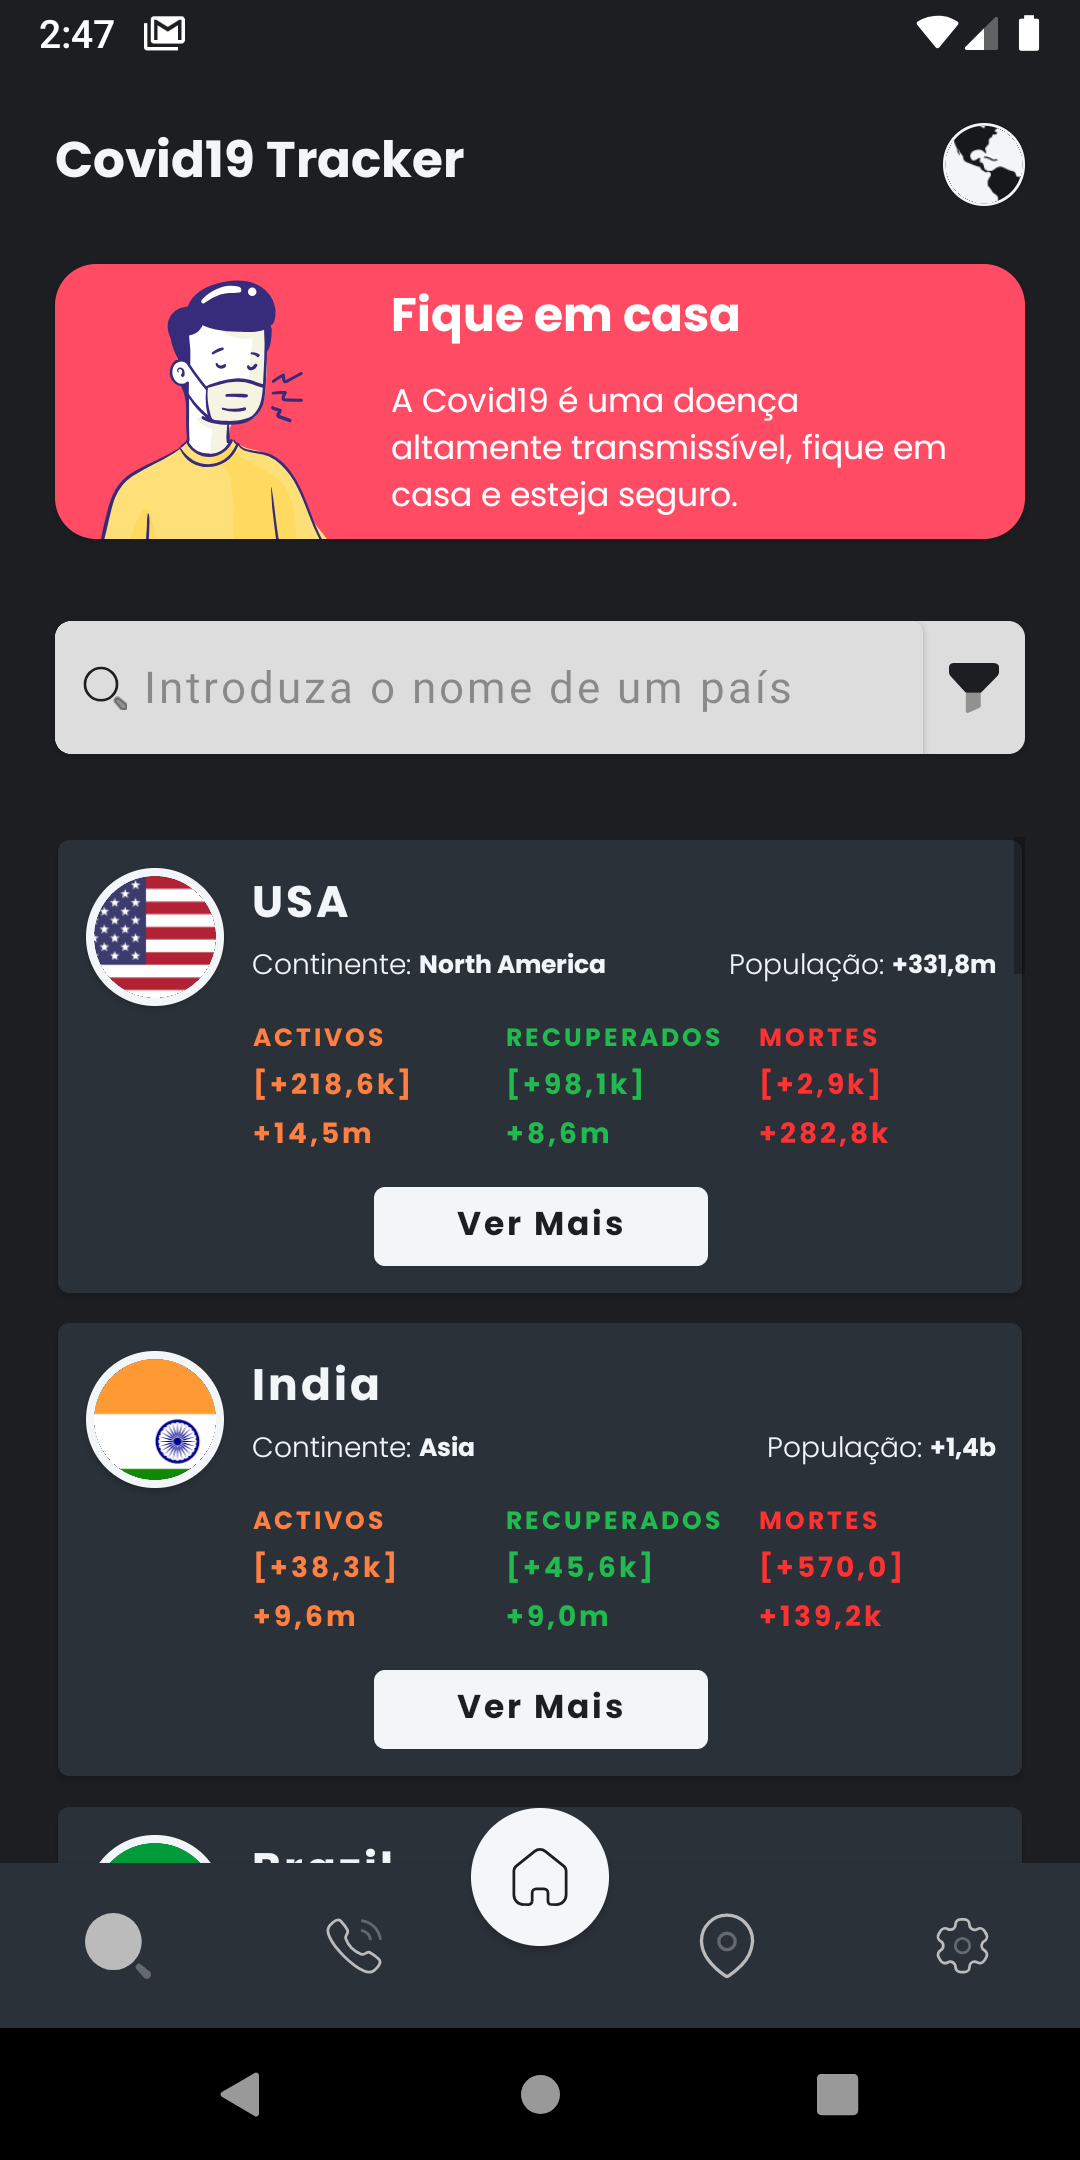 2:47
Covid19 Tracker
Fique em casa
A Covid19 é uma doença
altamente transmissível, fique em
casa e esteja seguro.
Introduza o nome de um país
USA
Continente: North America População: +331,8m
ACTIVOS RECUPERADOS MORTES
[+218,6k] [+98,1k] [+2,9k]
+14,5m +8,6m +282,8k
Ver Mais
India
Continente: Asia População: +1,4b
ACTIVOS RECUPERADOS MORTES
[+38,3k] [+45,6k] [+570,0]
+9,6m +9,0m +139,2k
Ver Mais
Brazil